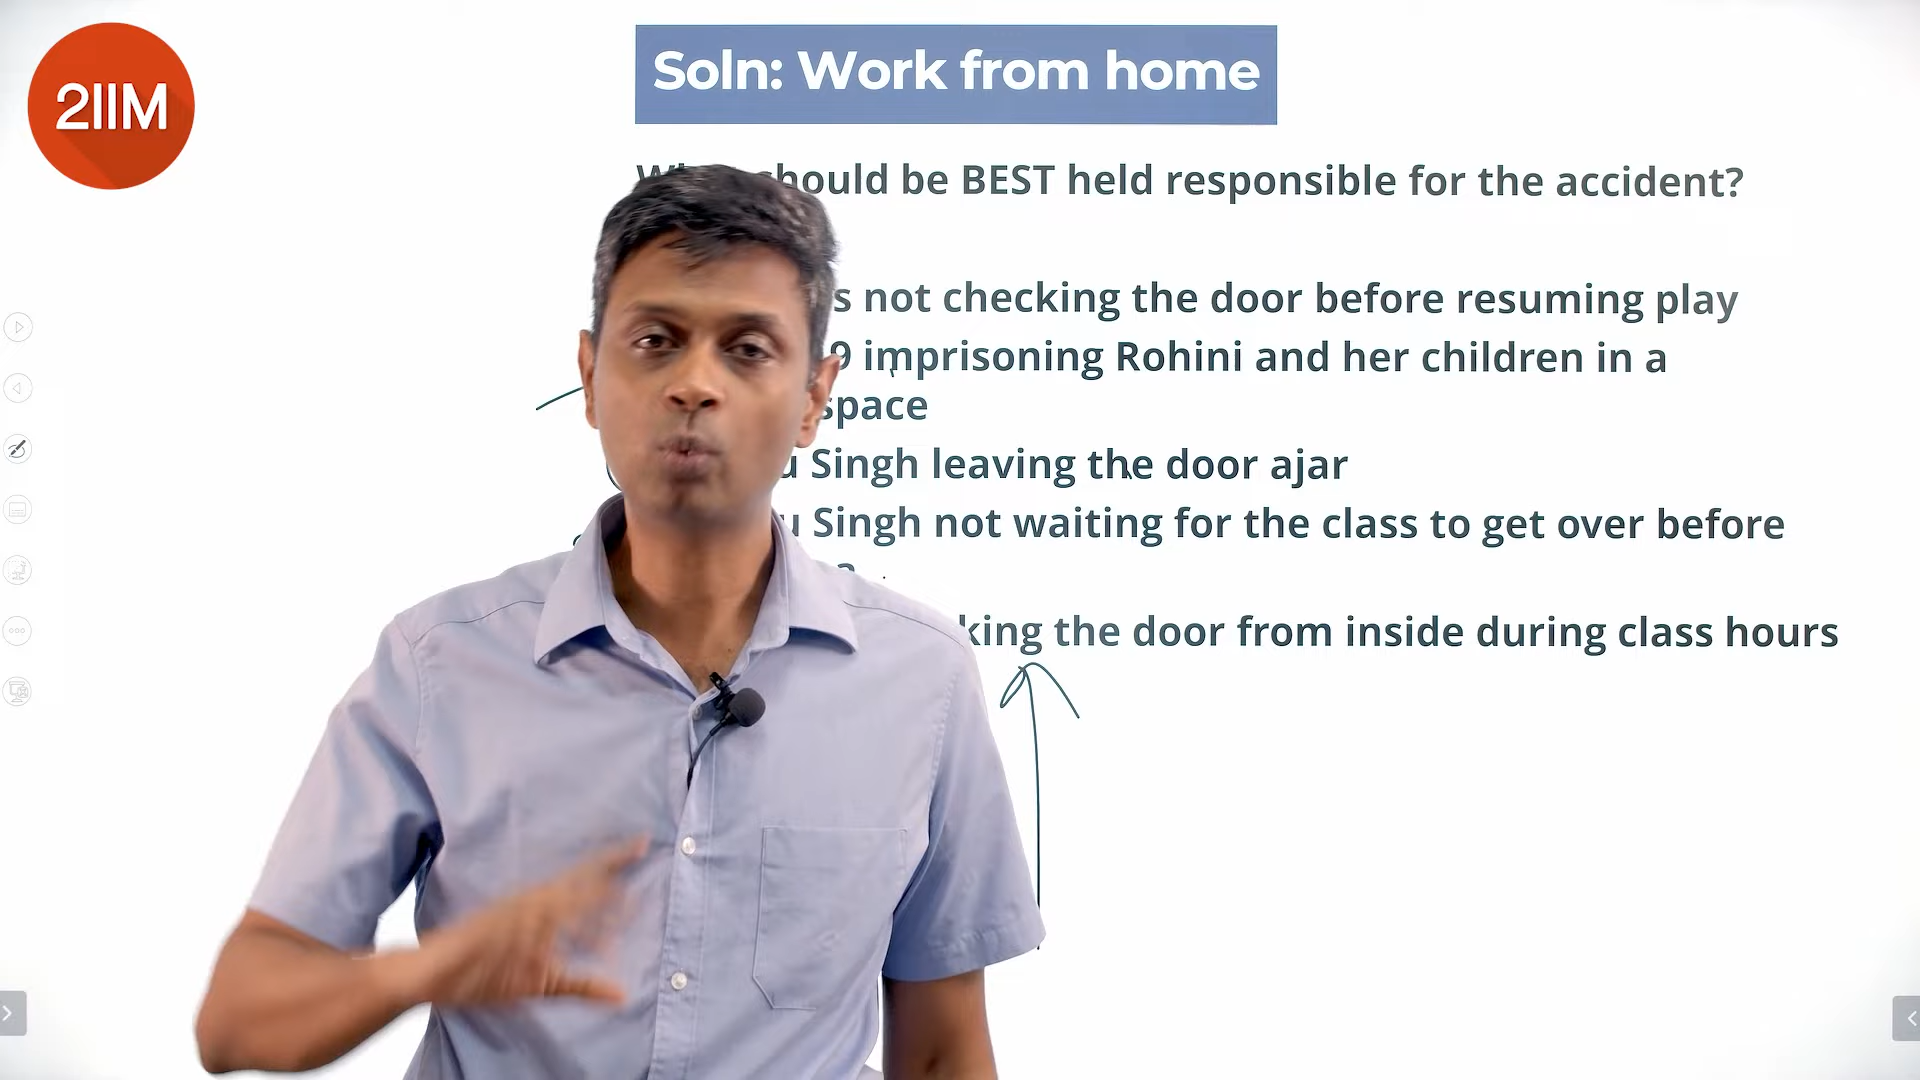 2IIM
Soln: Work from home
should be BEST held responsible for the accident?
not checking the door before resuming play
9 imprisoning Rohini and her children in a
space
Singh leaving the door ajar
Singh not waiting for the class to get over before
the door from inside during class hours